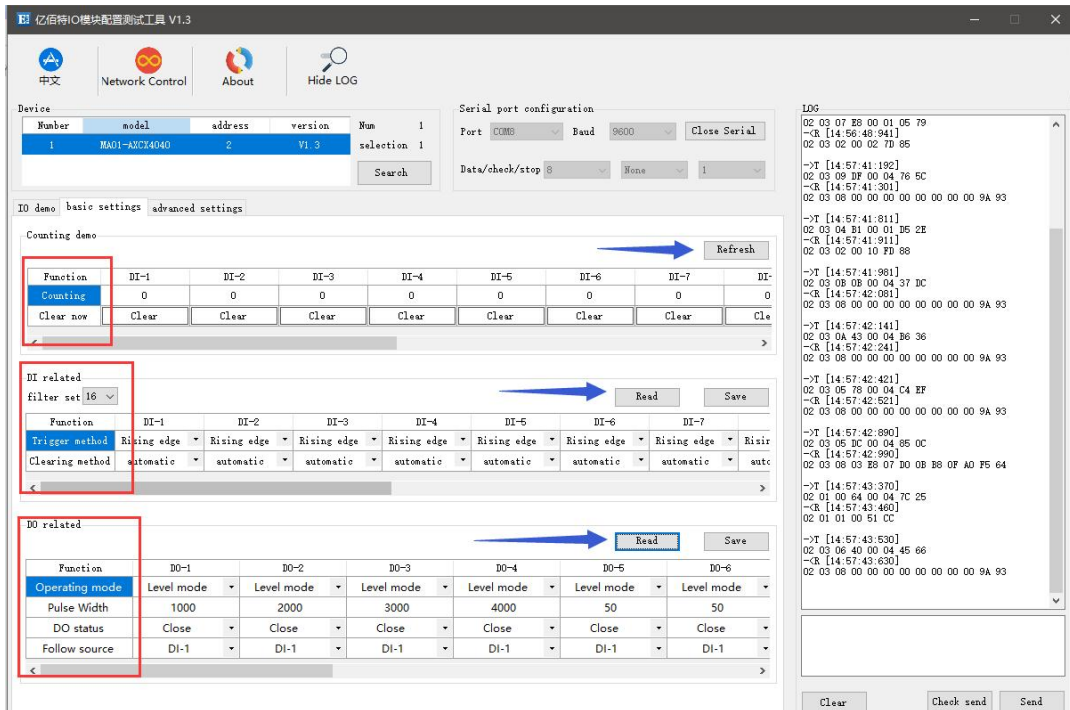 亿佰特IO模块配置测试工具 V1.3
中文 Network Control About Hide LOG
Device
Number model address version
1 MA01-AXCX4040 2 V1.3
Num 1
selection 1
Search
Serial port configuration
Port COM8 Baud 9600 Close Serial
Data/check/stop 8 None 1
IO demo basic settings advanced settings
Counting demo
Refresh
Function DI-1 DI-2 DI-3 DI-4 DI-5 DI-6 DI-7 DI-
Counting 0 0 0 0 0 0 0 0
Clear now Clear Clear Clear Clear Clear Clear Clear Cle
DI related
filter set 16 Read Save
Function DI-1 DI-2 DI-3 DI-4 DI-5 DI-6 DI-7
Trigger method Rising edge Rising edge Rising edge Rising edge Rising edge Rising edge Rising edge Risir
Clearing method automatic automatic automatic automatic automatic automatic automatic autc
DO related
Read Save
Function DO-1 DO-2 DO-3 DO-4 DO-5 DO-6
Operating mode Level mode Level mode Level mode Level mode Level mode Level mode
Pulse Width 1000 2000 3000 4000 50 50
DO status Close Close Close Close Close Close
Follow source DI-1 DI-1 DI-1 DI-1 DI-1 DI-1
LOG
02 03 07 E8 00 01 05 79
-<R [14:56:48:941]
02 03 02 00 02 7D 85
->T [14:57:41:192]
02 03 09 DF 00 04 76 5C
-<R [14:57:41:301]
02 03 08 00 00 00 00 00 00 00 00 9A 93
->T [14:57:41:811]
02 03 04 B1 00 01 D5 2E
-<R [14:57:41:911]
02 03 02 00 10 FD 88
->T [14:57:41:981]
02 03 0B 0B 00 04 37 DC
-<R [14:57:42:081]
02 03 08 00 00 00 00 00 00 00 00 9A 93
->T [14:57:42:141]
02 03 0A 43 00 04 B6 36
-<R [14:57:42:241]
02 03 08 00 00 00 00 00 00 00 00 9A 93
->T [14:57:42:421]
02 03 05 78 00 04 C4 EF
-<R [14:57:42:521]
02 03 08 00 00 00 00 00 00 00 00 9A 93
->T [14:57:42:890]
02 03 05 DC 00 04 85 0C
-<R [14:57:42:990]
02 03 08 03 E8 07 D0 0B B8 0F A0 F5 64
->T [14:57:43:370]
02 01 00 64 00 04 7C 25
-<R [14:57:43:460]
02 01 01 00 51 CC
->T [14:57:43:530]
02 03 06 40 00 04 45 66
-<R [14:57:43:630]
02 03 08 00 00 00 00 00 00 00 00 9A 93
Clear Check send Send